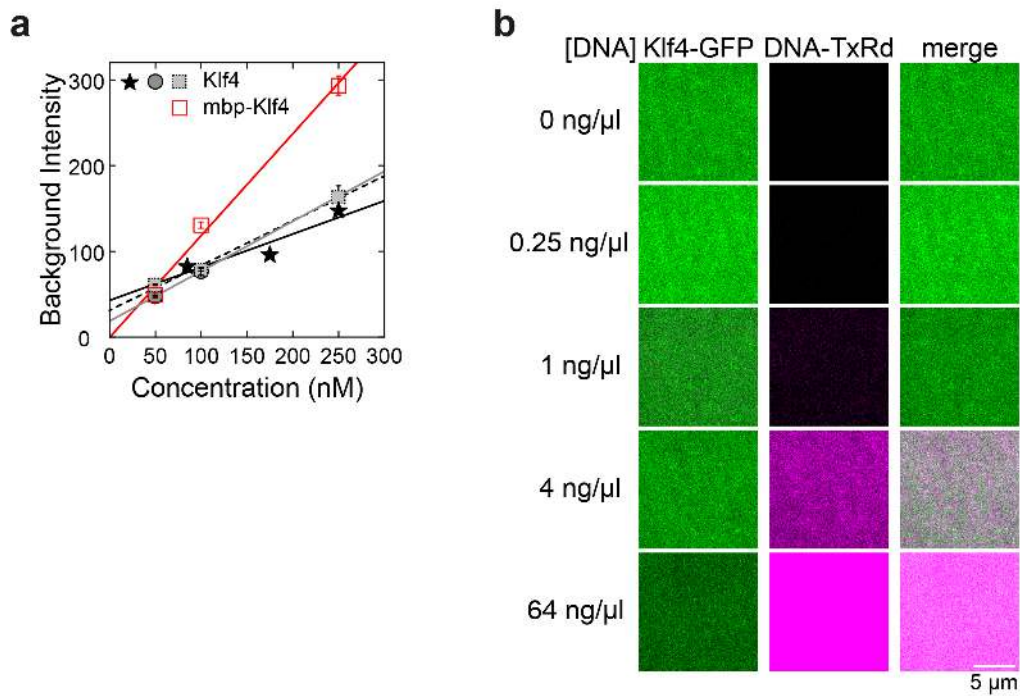 a
Klf4
mbp-Klf4
Background Intensity
300
200
100
0
0 50 100 150 200 250 300
Concentration (nM)
b
[DNA] Klf4-GFP DNA-TxRd merge
0 ng/µl
0.25 ng/µl
1 ng/µl
4 ng/µl
64 ng/µl
5 µm